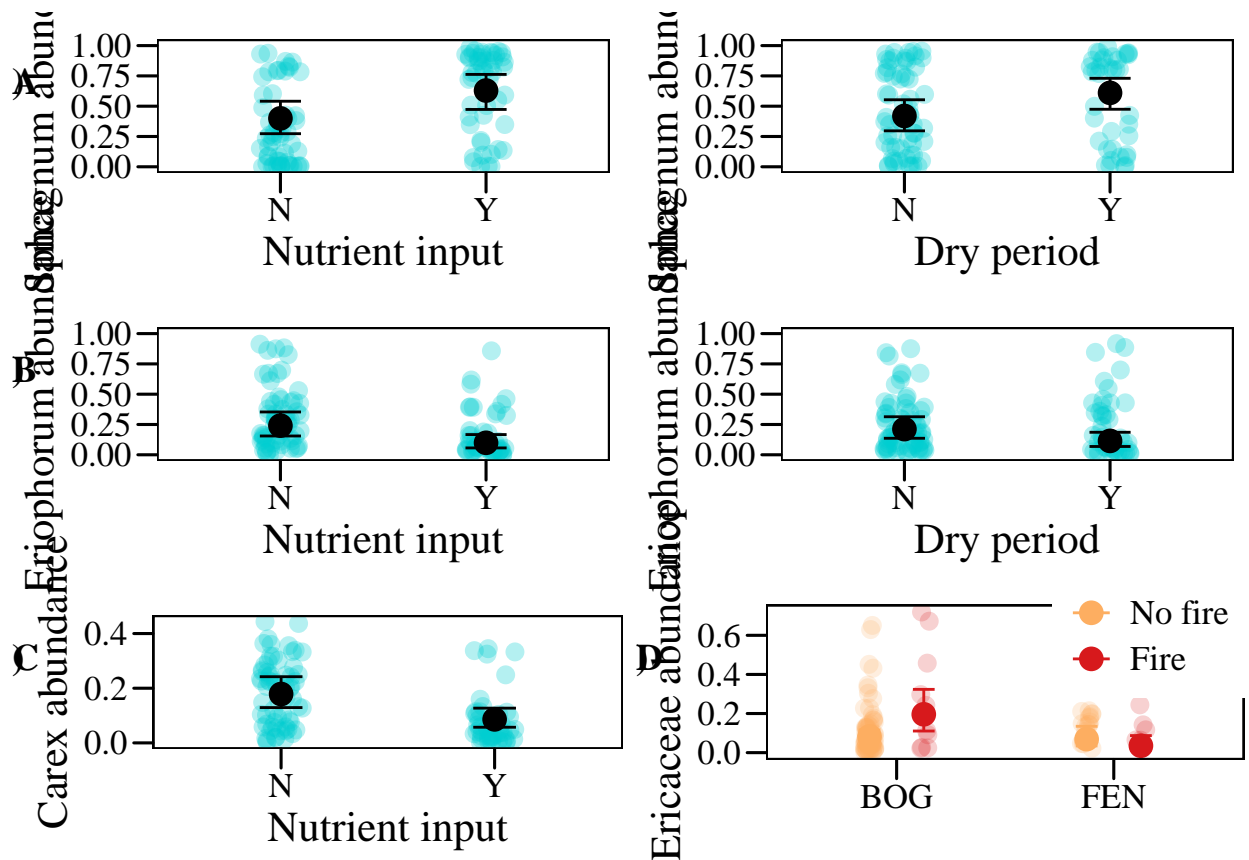 A)
Sphagnum abund
1.00
0.75
0.50
0.25
0.00
N
Y
Nutrient input
Sphagnum abund
1.00
0.75
0.50
0.25
0.00
N
Y
Dry period
B)
Eriophorum abundance
1.00
0.75
0.50
0.25
0.00
N
Y
Nutrient input
Eriophorum abundance
1.00
0.75
0.50
0.25
0.00
N
Y
Dry period
C)
Carex abundance
0.4
0.2
0.0
N
Y
Nutrient input
D)
Ericaceae abundance
0.6
0.4
0.2
0.0
BOG
FEN
No fire
Fire